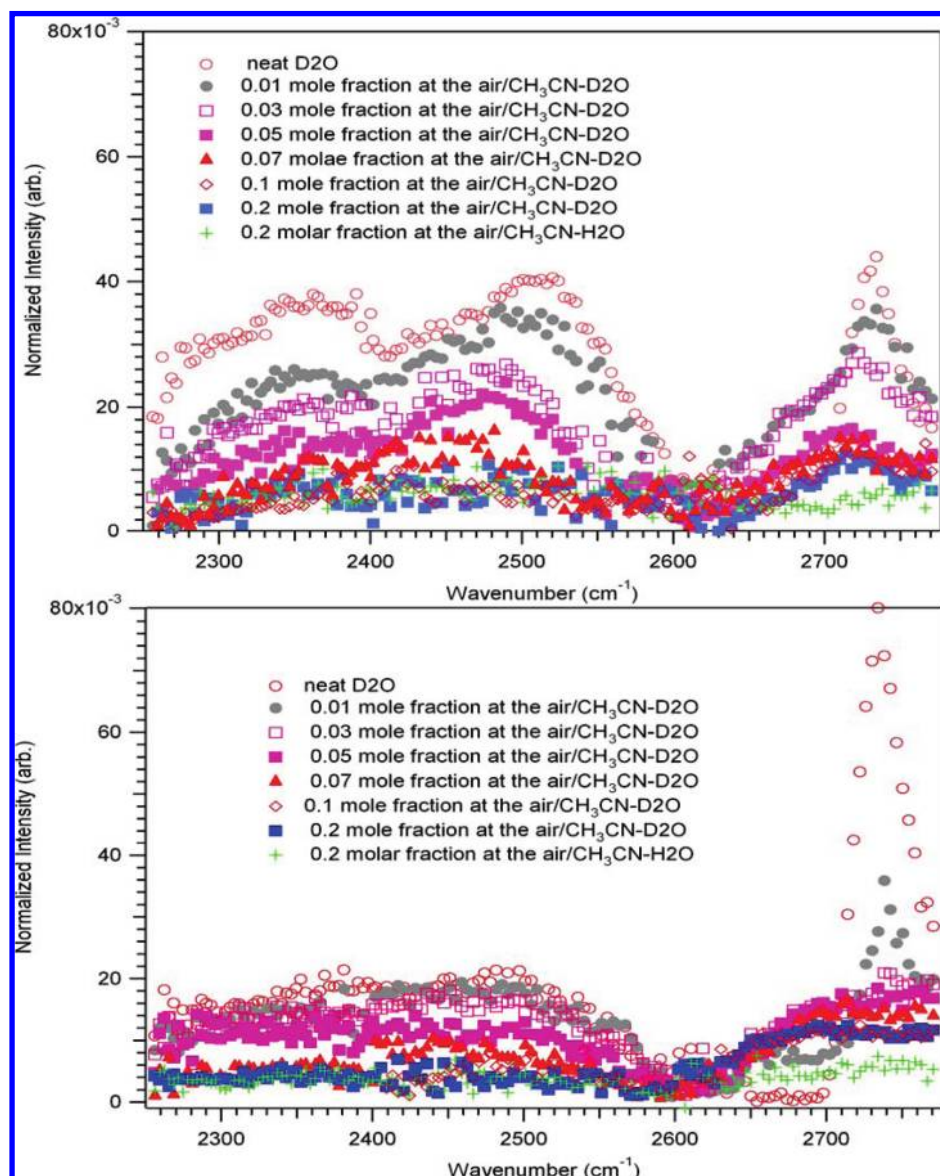 80x10⁻³
neat D2O
0.01 mole fraction at the air/CH₃CN-D2O
0.03 mole fraction at the air/CH₃CN-D2O
0.05 mole fraction at the air/CH₃CN-D2O
0.07 molae fraction at the air/CH₃CN-D2O
0.1 mole fraction at the air/CH₃CN-D2O
0.2 mole fraction at the air/CH₃CN-D2O
0.2 molar fraction at the air/CH₃CN-H2O
60
40
20
0
Normalized Intensity (arb.)
2300 2400 2500 2600 2700
Wavenumber (cm⁻¹)
80x10⁻³
neat D2O
0.01 mole fraction at the air/CH₃CN-D2O
0.03 mole fraction at the air/CH₃CN-D2O
0.05 mole fraction at the air/CH₃CN-D2O
0.07 mole fraction at the air/CH₃CN-D2O
0.1 mole fraction at the air/CH₃CN-D2O
0.2 mole fraction at the air/CH₃CN-D2O
0.2 molar fraction at the air/CH₃CN-H2O
60
40
20
0
Normalized Intensity (arb.)
2300 2400 2500 2600 2700
Wavenumber (cm⁻¹)